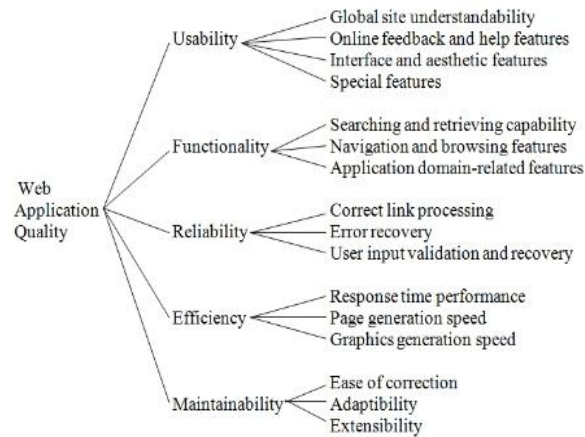 Web
Application
Quality
Usability
Global site understandability
Online feedback and help features
Interface and aesthetic features
Special features
Functionality
Searching and retrieving capability
Navigation and browsing features
Application domain-related features
Reliability
Correct link processing
Error recovery
User input validation and recovery
Efficiency
Response time performance
Page generation speed
Graphics generation speed
Maintainability
Ease of correction
Adaptibility
Extensibility